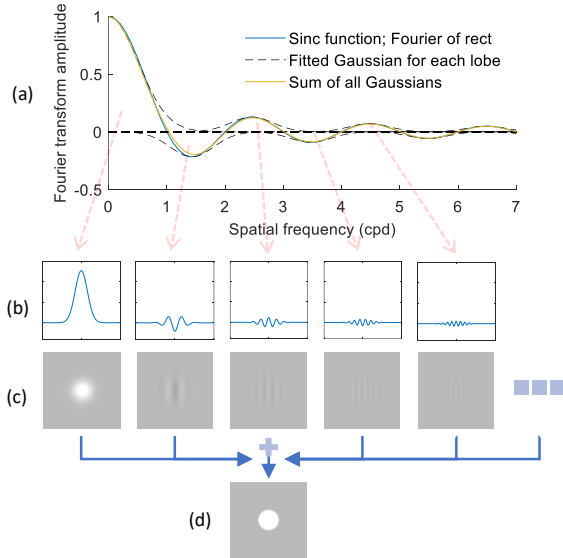 (a)
Fourier transform amplitude
1
0.5
0
-0.5
Sinc function; Fourier of rect
Fitted Gaussian for each lobe
Sum of all Gaussians
0 1 2 3 4 5 6 7
Spatial frequency (cpd)
(b)
(c)
(d)